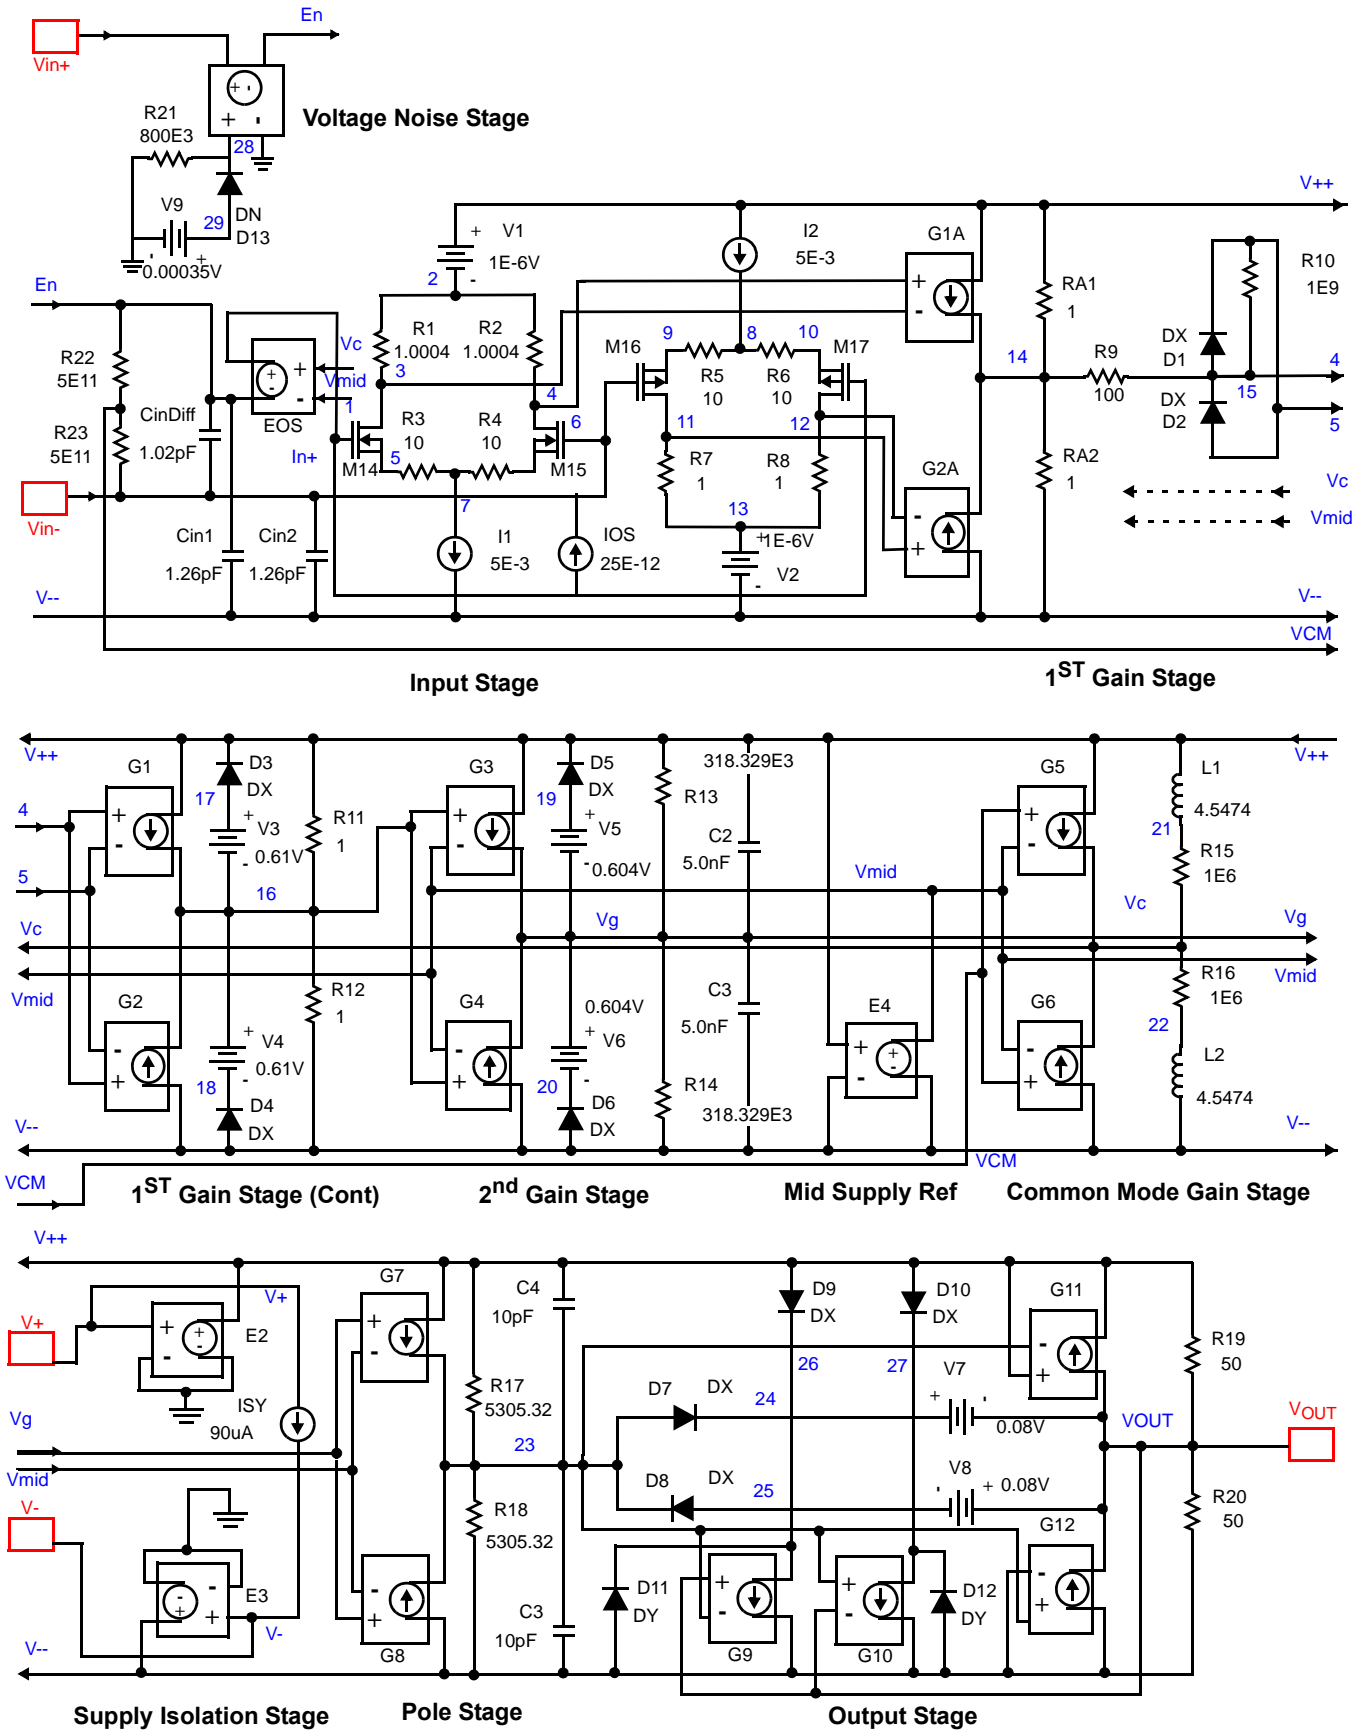 En
Vin+
R21
800E3
Voltage Noise Stage
+ -
+ -
28
V9
29
DN
D13
- +
0.00035V
V++
+ V1
1E-6V
2 -
I2
5E-3
G1A
+
-
RA1
1
R10
1E9
En
R22
5E11
Vc
Vmid
+
-
1
EOS
R1
1.0004
R2
1.0004
3
4
9
8
10
M16
M17
R5
10
R6
10
14
R9
100
DX
D1
DX
D2
15
4
5
R23
5E11
CinDiff
1.02pF
In+
M14
5
R3
10
R4
10
6
M15
11
12
R7
1
R8
1
RA2
1
Vin-
7
13
G2A
-
+
Vc
Vmid
Cin1
1.26pF
Cin2
1.26pF
I1
5E-3
IOS
25E-12
+
1E-6V
V2
-
V--
V--
VCM
Input Stage
1ST Gain Stage
V++
V++
G1
+
-
D3
DX
17
+
V3
-
0.61V
R11
1
G3
+
-
D5
DX
19
+
V5
-
0.604V
R13
318.329E3
C2
5.0nF
G5
+
-
L1
4.5474
21
R15
1E6
4
5
16
Vmid
Vc
Vc
Vg
Vg
Vmid
Vmid
G2
-
+
R12
1
G4
-
+
0.604V
+
V6
-
C3
5.0nF
E4
+
-
+
-
G6
-
+
R16
1E6
22
L2
4.5474
+
V4
0.61V
-
18
D4
DX
20
D6
DX
R14
318.329E3
V--
V--
VCM
VCM
1ST Gain Stage (Cont)
2nd Gain Stage
Mid Supply Ref
Common Mode Gain Stage
V++
V+
V+
+
-
+
-
E2
G7
+
-
C4
10pF
D9
DX
D10
DX
G11
-
+
R19
50
ISY
90uA
R17
5305.32
26
27
D7
DX
24
V7
+ -
0.08V
Vg
Vmid
23
VOUT
VOUT
D8
DX
25
V8
- +
0.08V
V-
R18
5305.32
R20
50
G12
-
+
-
+
-
+
E3
V-
-
+
G8
C3
10pF
D11
DY
+
-
G9
+
-
G10
D12
DY
V--
Supply Isolation Stage
Pole Stage
Output Stage